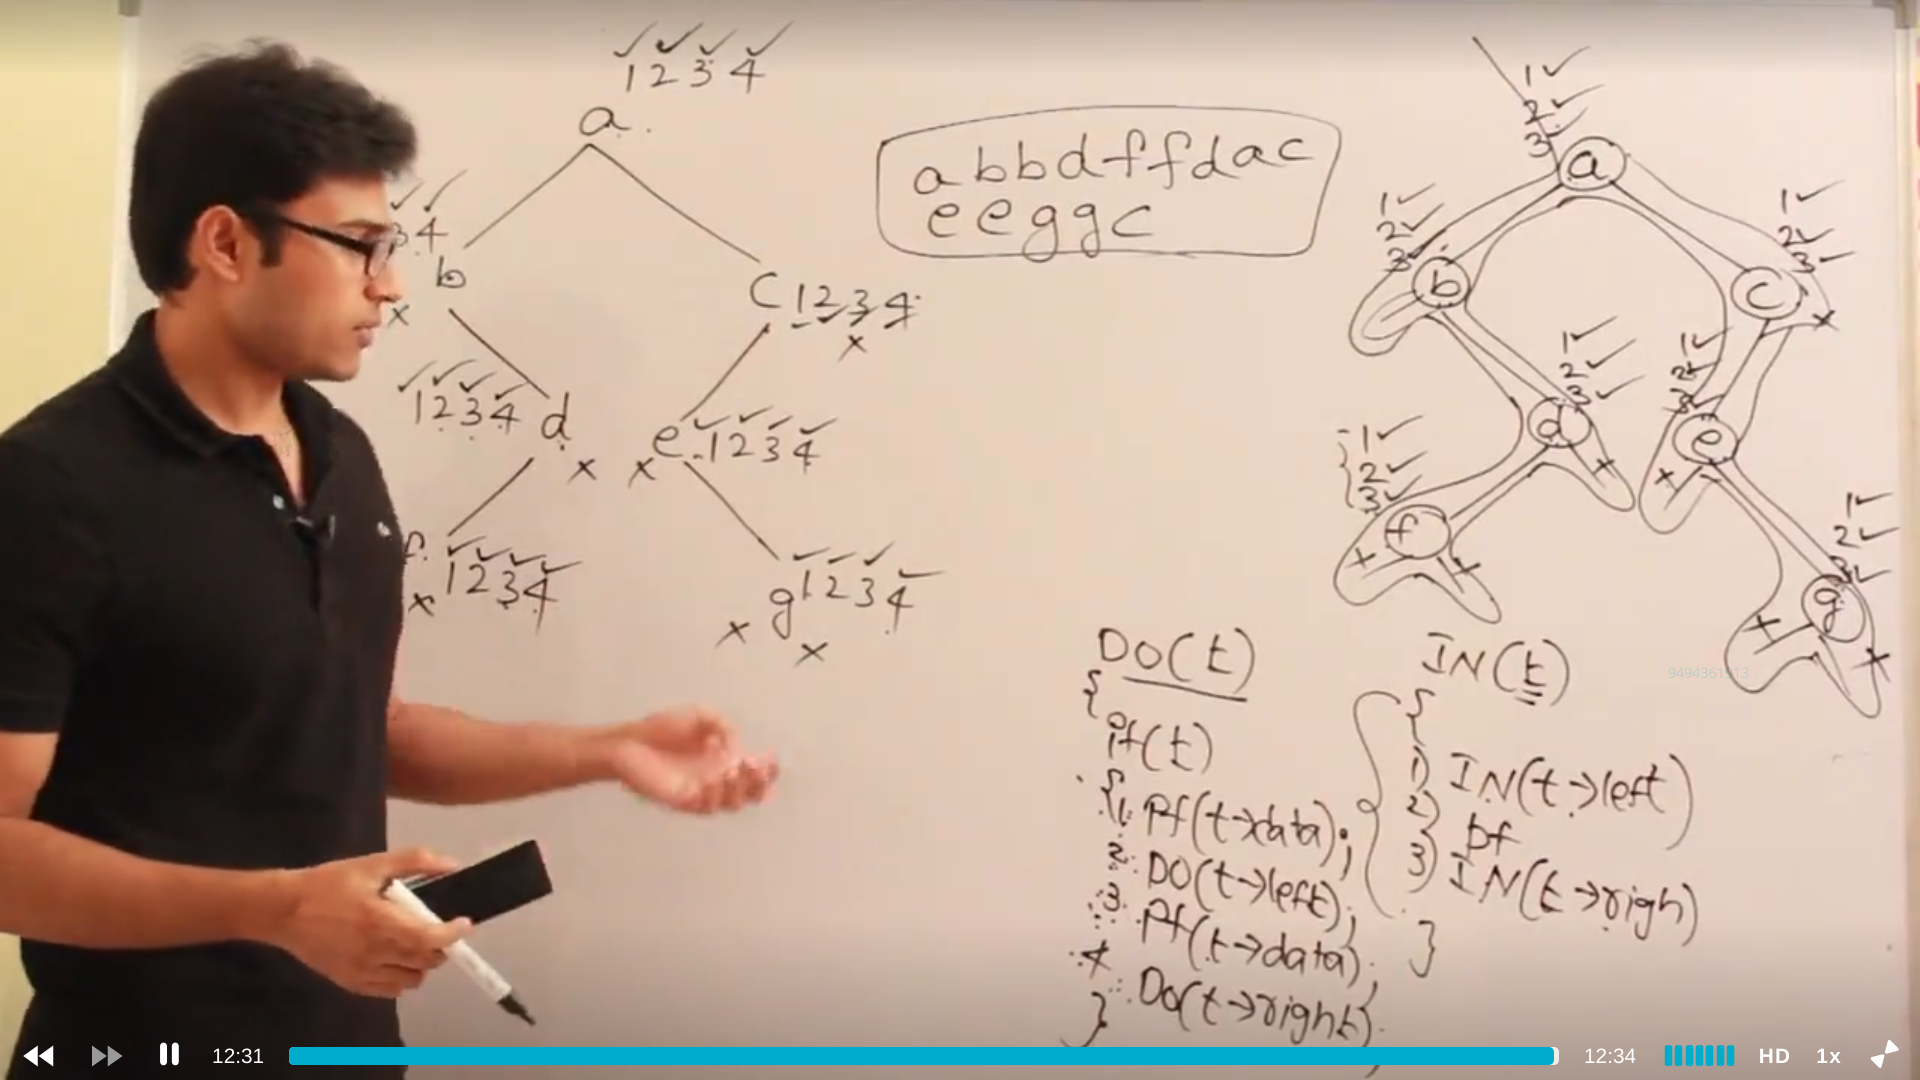 1 2 3 4
a
3 4
b
c 1 2 3 4
x
x
1 2 3 4 d
x
x e 1 2 3 4
f 1 2 3 4
x
g 1 2 3 4
x
x
a b b d f f d a c
e e g g c
1
2
3
a
1
2
3
b
1
2
3
c
x
1
2
3
d
x
1
2
3
e
x
1
2
3
f
x x
1
2
3
g
x
x
DO(t)
{
if(t)
{
1. Pf(t→data);
2. DO(t→left);
3. Pf(t→data);
4. Do(t→right)
}
IN(t)
{
1) IN(t→left)
2) pf
3) IN(t→righ)
}
12:31
12:34
HD
1x